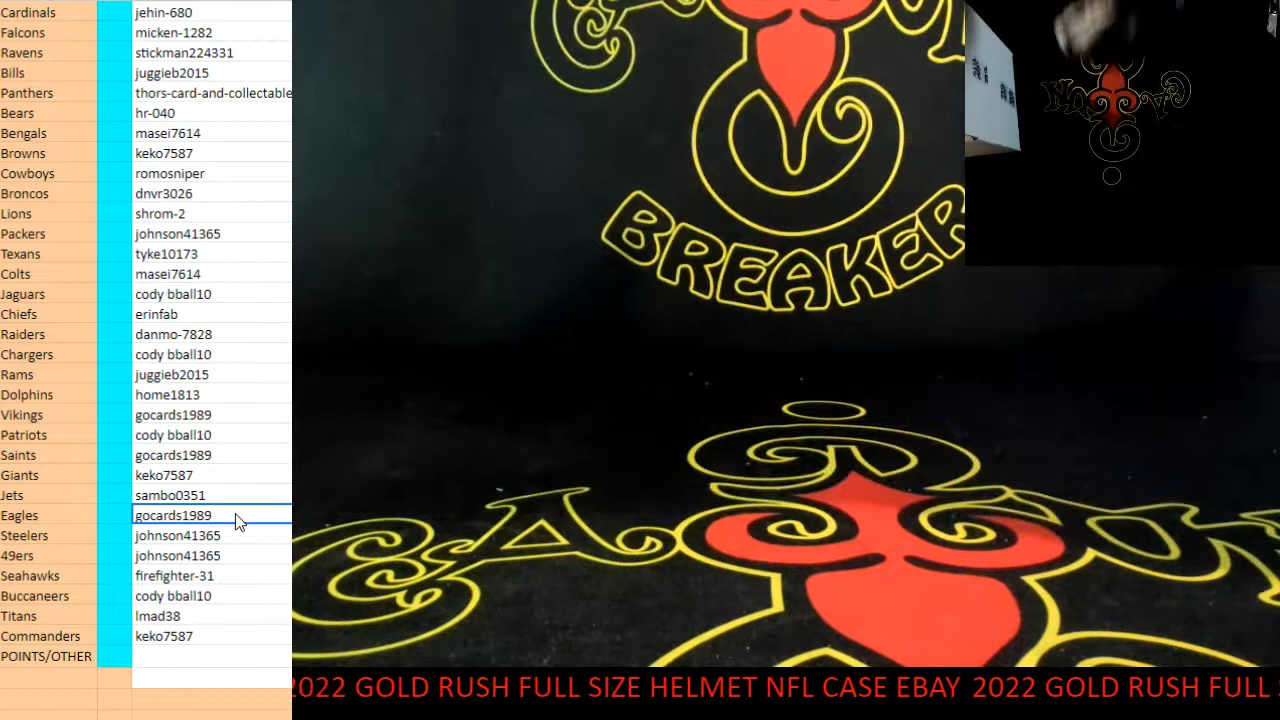 Cardinals jehin-680
Falcons micken-1282
Ravens stickman224331
Bills juggieb2015
Panthers thors-card-and-collectable
Bears hr-040
Bengals masei7614
Browns keko7587
Cowboys romosniper
Broncos dnvr3026
Lions shrom-2
Packers johnson41365
Texans tyke10173
Colts masei7614
Jaguars cody bball10
Chiefs erinfab
Raiders danmo-7828
Chargers cody bball10
Rams juggieb2015
Dolphins home1813
Vikings gocards1989
Patriots cody bball10
Saints gocards1989
Giants keko7587
Jets sambo0351
Eagles gocards1989
Steelers johnson41365
49ers johnson41365
Seahawks firefighter-31
Buccaneers cody bball10
Titans lmad38
Commanders keko7587
POINTS/OTHER
BREAKER
2022 GOLD RUSH FULL SIZE HELMET NFL CASE EBAY 2022 GOLD RUSH FULL